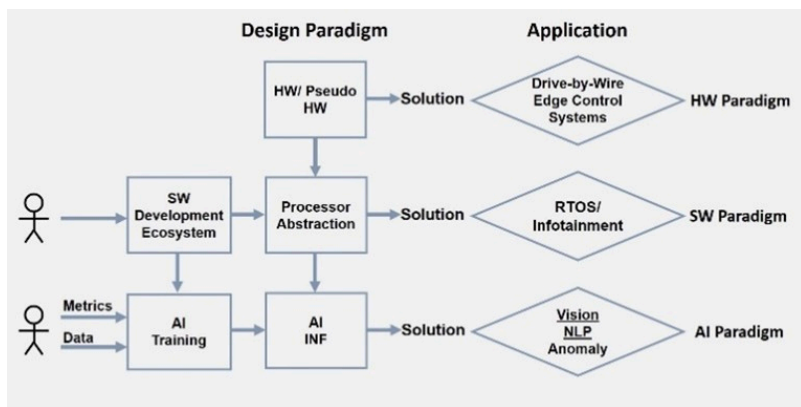 Design Paradigm
Application
HW/ Pseudo
HW
Solution
Drive-by-Wire
Edge Control
Systems
HW Paradigm
SW
Development
Ecosystem
Processor
Abstraction
Solution
RTOS/
Infotainment
SW Paradigm
Metrics
Data
AI
Training
AI
INF
Solution
Vision
NLP
Anomaly
AI Paradigm